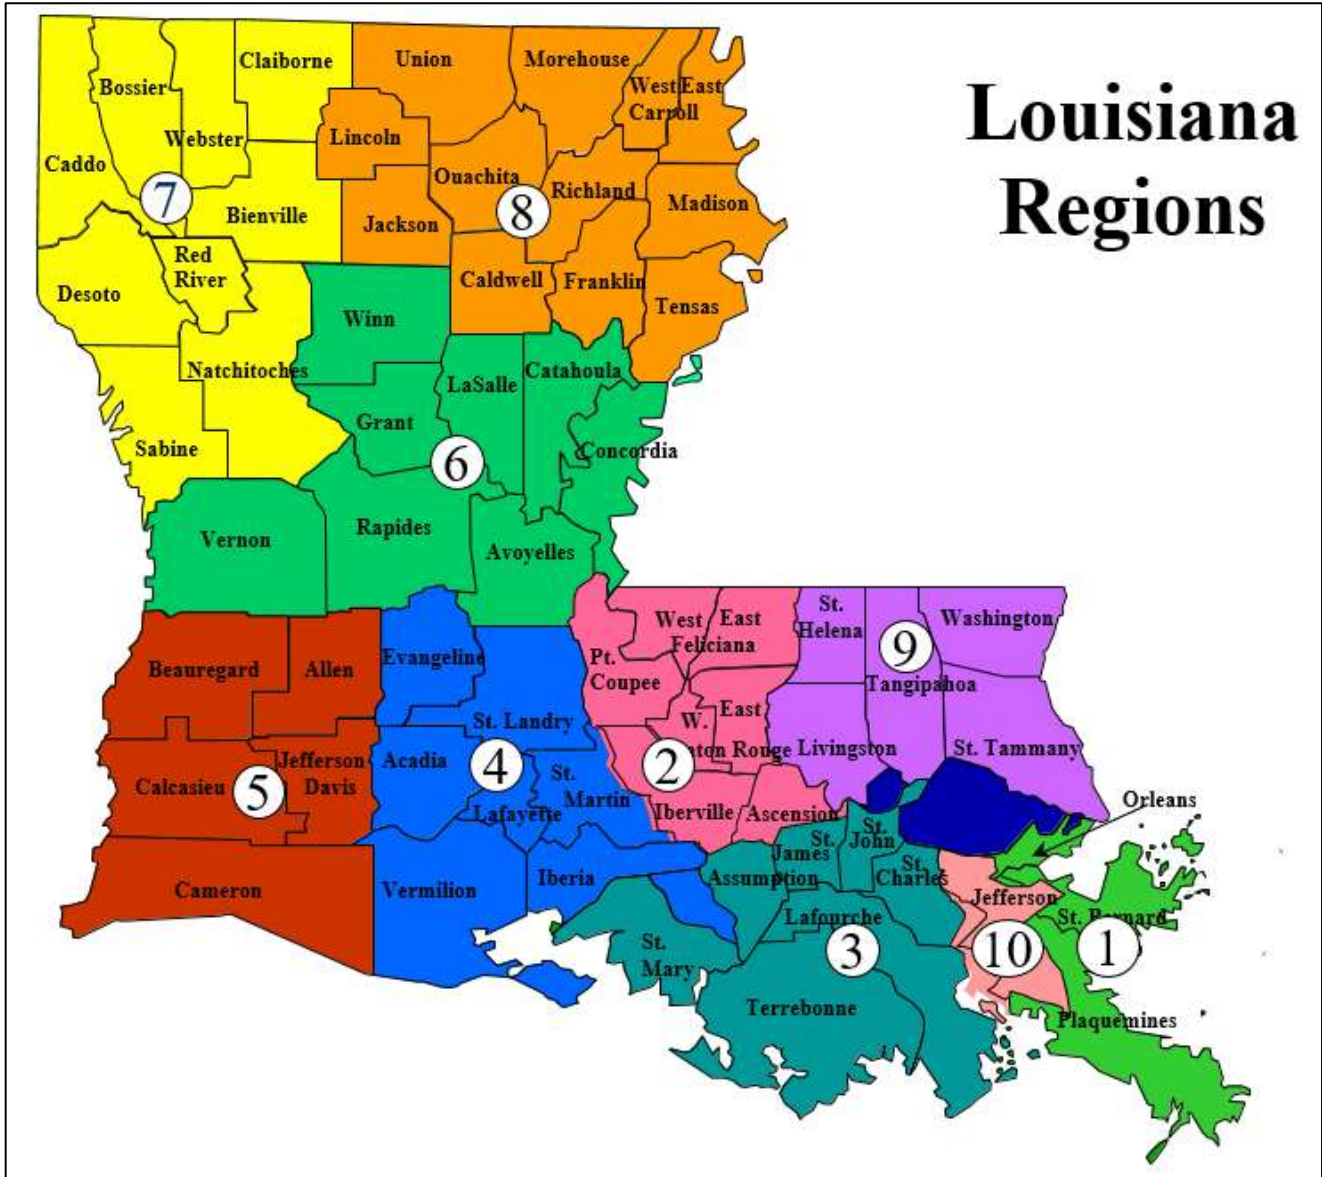 Louisiana
Regions
Claiborne
Union
Morehouse
Bossier
West East
Carroll
Webster
Lincoln
Caddo
Ouachita
Richland
7
8
Madison
Bienville
Jackson
Red
River
Caldwell
Franklin
Desoto
Tensas
Winn
Natchitoches
LaSalle
Catahoula
Grant
Sabine
6
Concordia
Rapides
Vernon
Avoyelles
St.
Helena
West
East
Feliciana
Washington
9
Evangeline
Pt.
Coupee
Beauregard
Allen
Tangipahoa
St. Landry
W.
East
ton Rouge
Livingston
St. Tammany
Jefferson
Davis
Acadia
4
2
St.
Martin
Calcasieu
5
Orleans
Lafayette
Iberville
Ascension
St.
James
St.
John
St.
Charles
Assumption
Cameron
Vermilion
Iberia
Jefferson
Lafourche
St. Bernard
St.
Mary
3
10
1
Terrebonne
Plaquemines